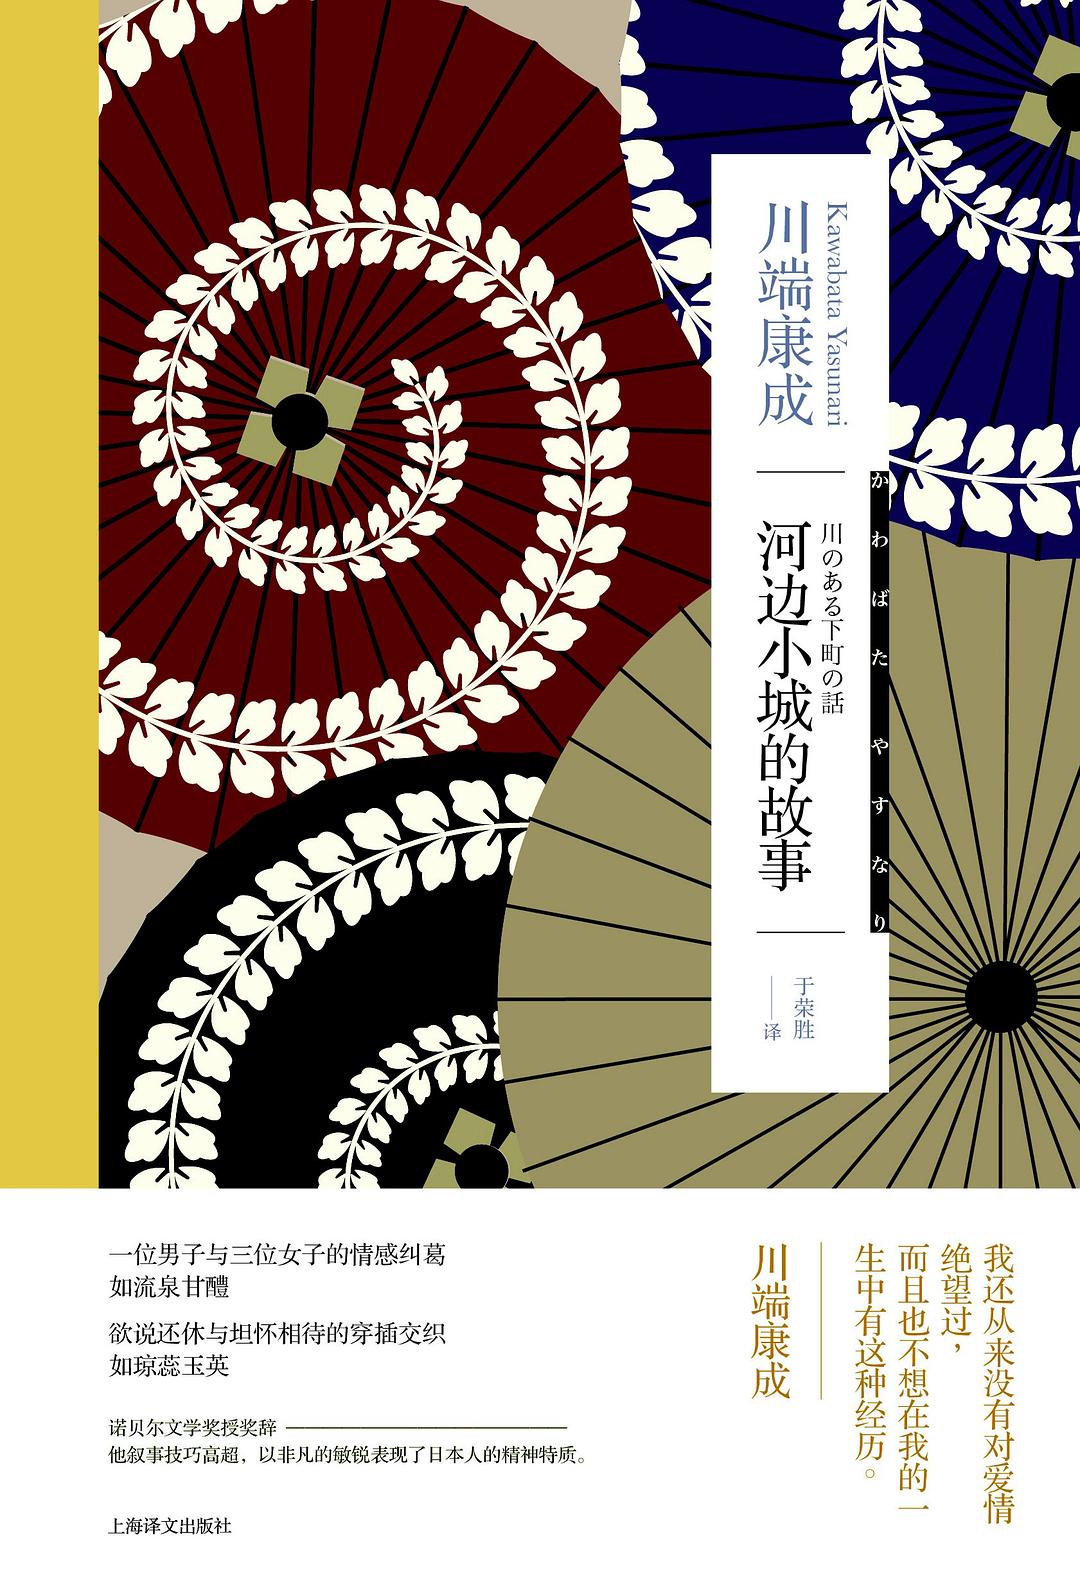 Kawabata Yasunari
川端康成
川のある下町の話
河边小城的故事
かわばた やすなり
于荣胜
——译
一位男子与三位女子的情感纠葛
如流泉甘醴
欲说还休与坦怀相待的穿插交织
如琼蕊玉英
诺贝尔文学奖授奖辞 ——————
他叙事技巧高超，以非凡的敏锐表现了日本人的精神特质。
上海译文出版社
我还从来没有对爱情
绝望过，
而且也不想在我的一
生中有这种经历。
川端康成